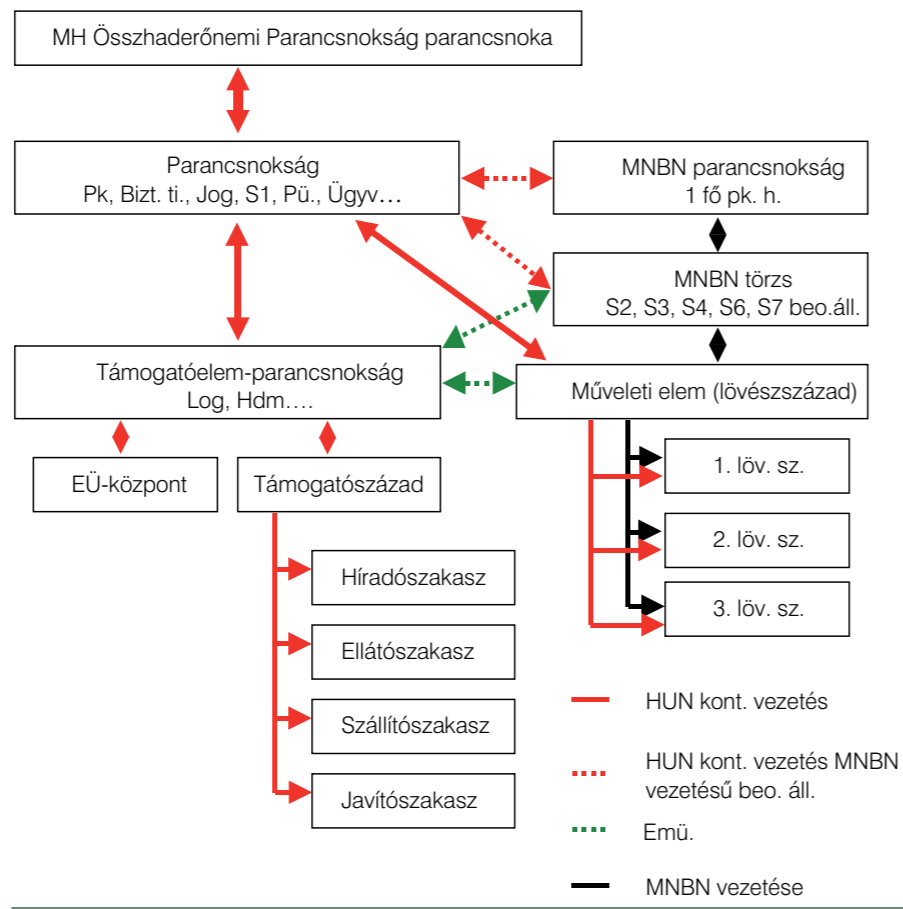 MH Összhaderőnemi Parancsnokság parancsnoka
Parancsnokság
Pk, Bizt. ti., Jog, S1, Pü., Ügyv…
MNBN parancsnokság
1 fő pk. h.
MNBN törzs
S2, S3, S4, S6, S7 beo.áll.
Támogatóelem-parancsnokság
Log, Hdm….
Műveleti elem (lövészszázad)
EÜ-központ
Támogatószázad
1. löv. sz.
2. löv. sz.
3. löv. sz.
Híradószakasz
Ellátószakasz
Szállítószakasz
Javítószakasz
HUN kont. vezetés
HUN kont. vezetés MNBN
vezetésű beo. áll.
Emü.
MNBN vezetése